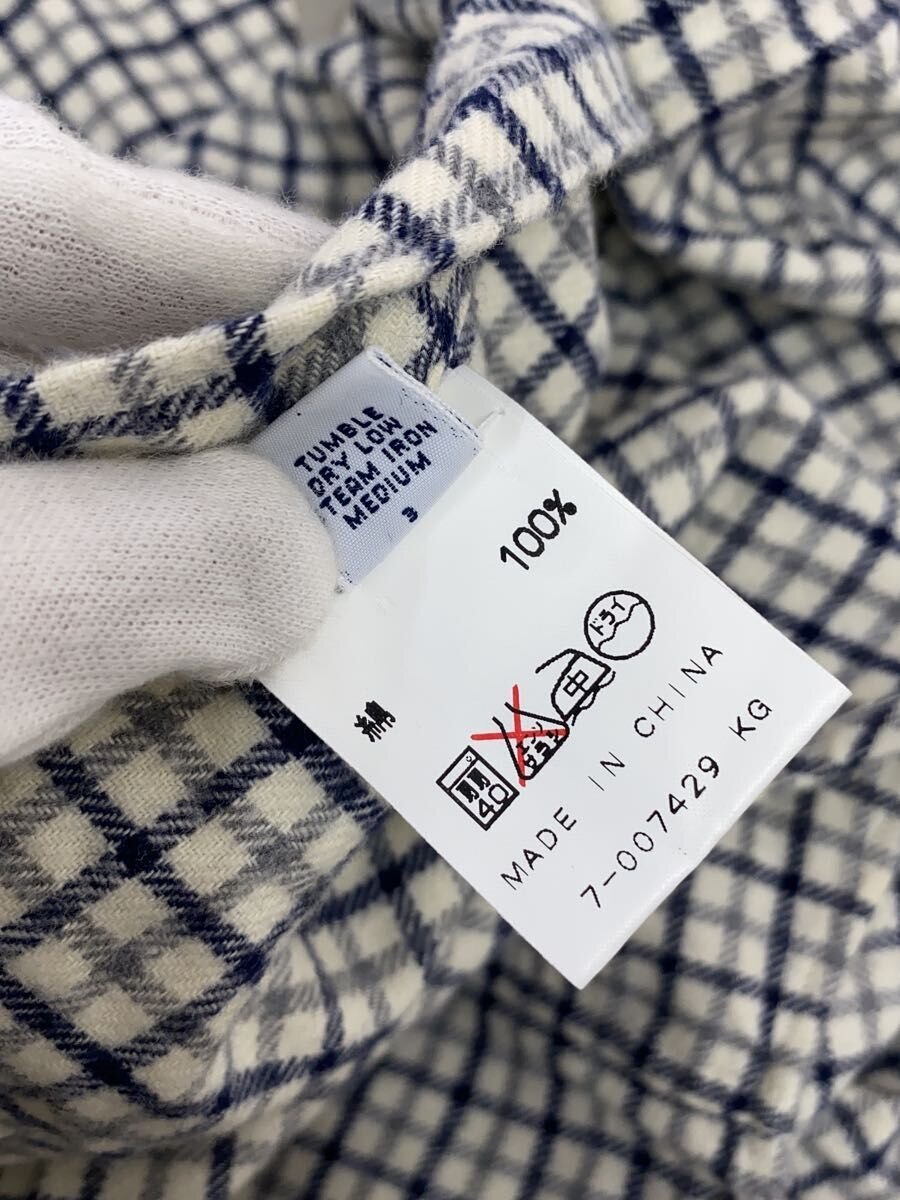 TUMBLE
DRY LOW
TEAM IRON
MEDIUM
3
綿 100%
40
中
ドライ
MADE IN CHINA
7-007429 KG